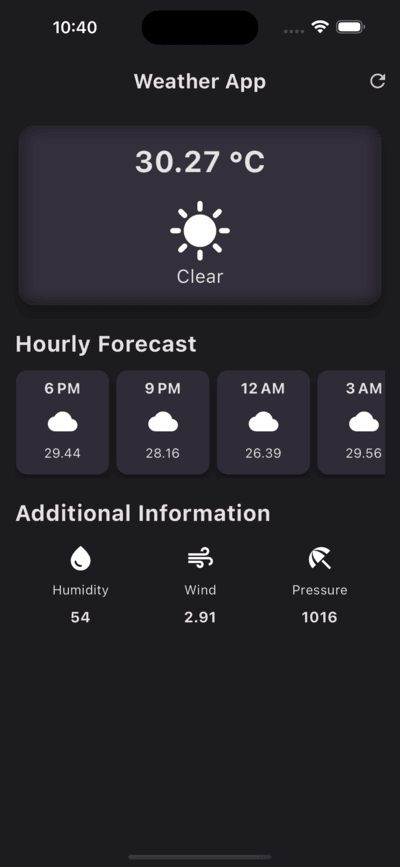 10:40
Weather App
30.27 °C
Clear
Hourly Forecast
6 PM 9 PM 12 AM 3 AM
29.44 28.16 26.39 29.56
Additional Information
Humidity Wind Pressure
54 2.91 1016